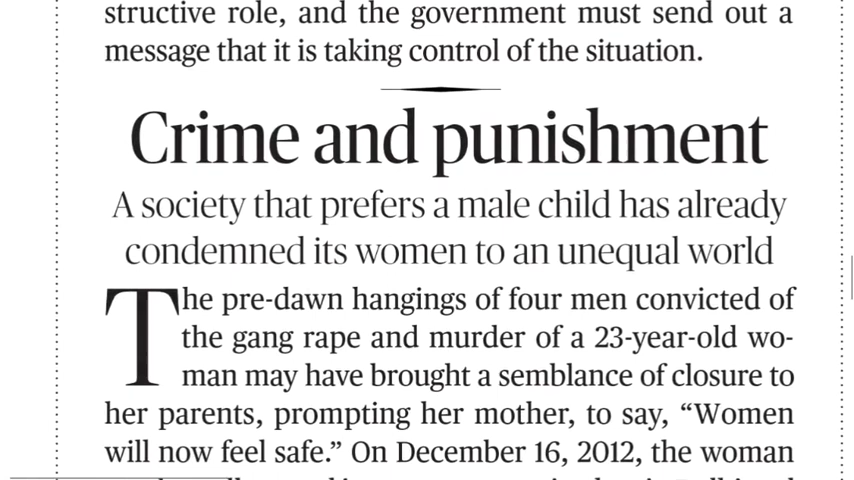 structive role, and the government must send out a
message that it is taking control of the situation.
Crime and punishment
A society that prefers a male child has already
condemned its women to an unequal world
The pre-dawn hangings of four men convicted of
the gang rape and murder of a 23-year-old wo-
man may have brought a semblance of closure to
her parents, prompting her mother, to say, “Women
will now feel safe.” On December 16, 2012, the woman